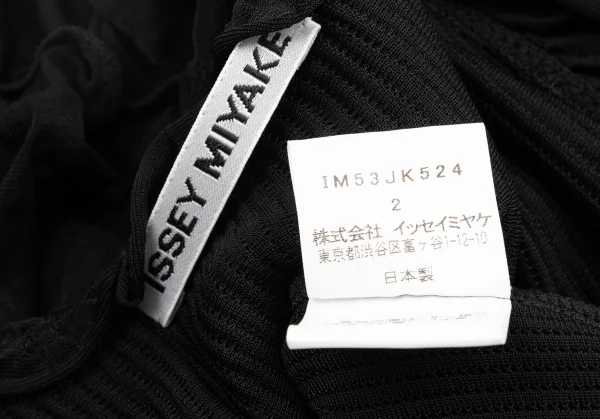 ISSEY MIYAKE
IM53JK524
2
株式会社 イッセイミヤケ
東京都渋谷区富ヶ谷1-12-10
日本製